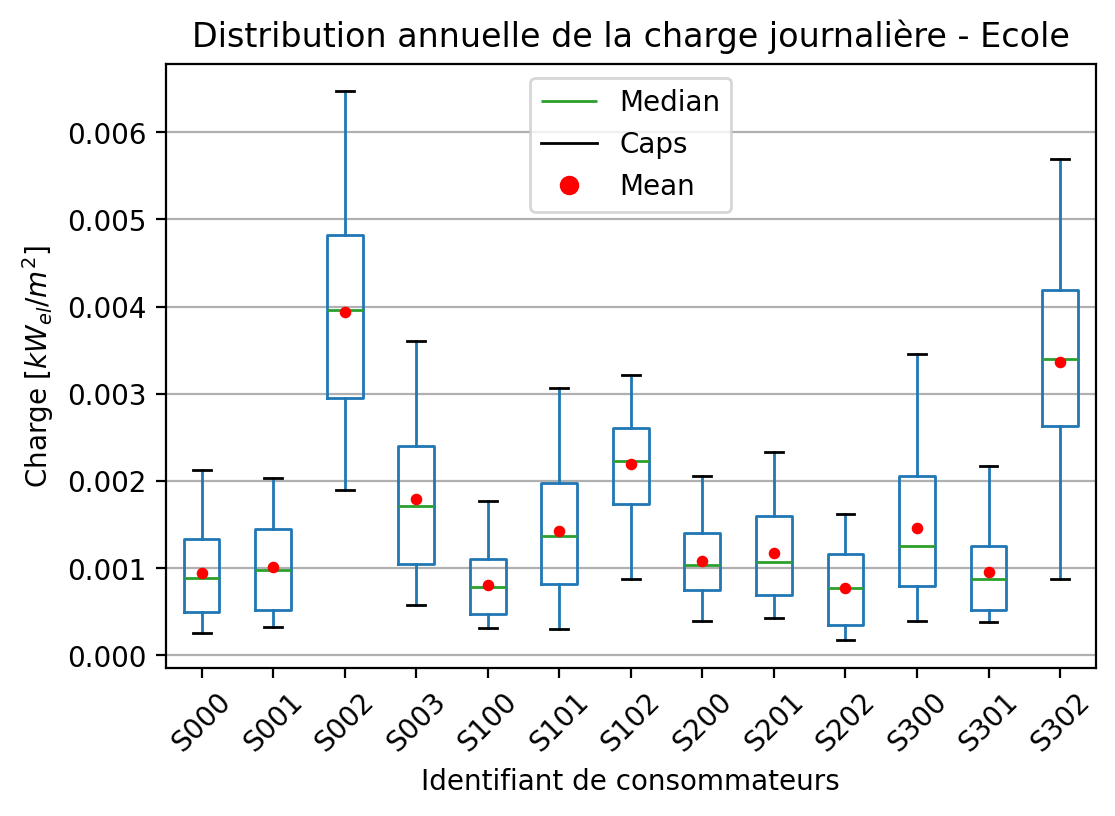 Distribution annuelle de la charge journalière - Ecole
Median
Caps
Mean
Charge [kW_{el}/m^2]
0.006
0.005
0.004
0.003
0.002
0.001
0.000
S000
S001
S002
S003
S100
S101
S102
S200
S201
S202
S300
S301
S302
Identifiant de consommateurs